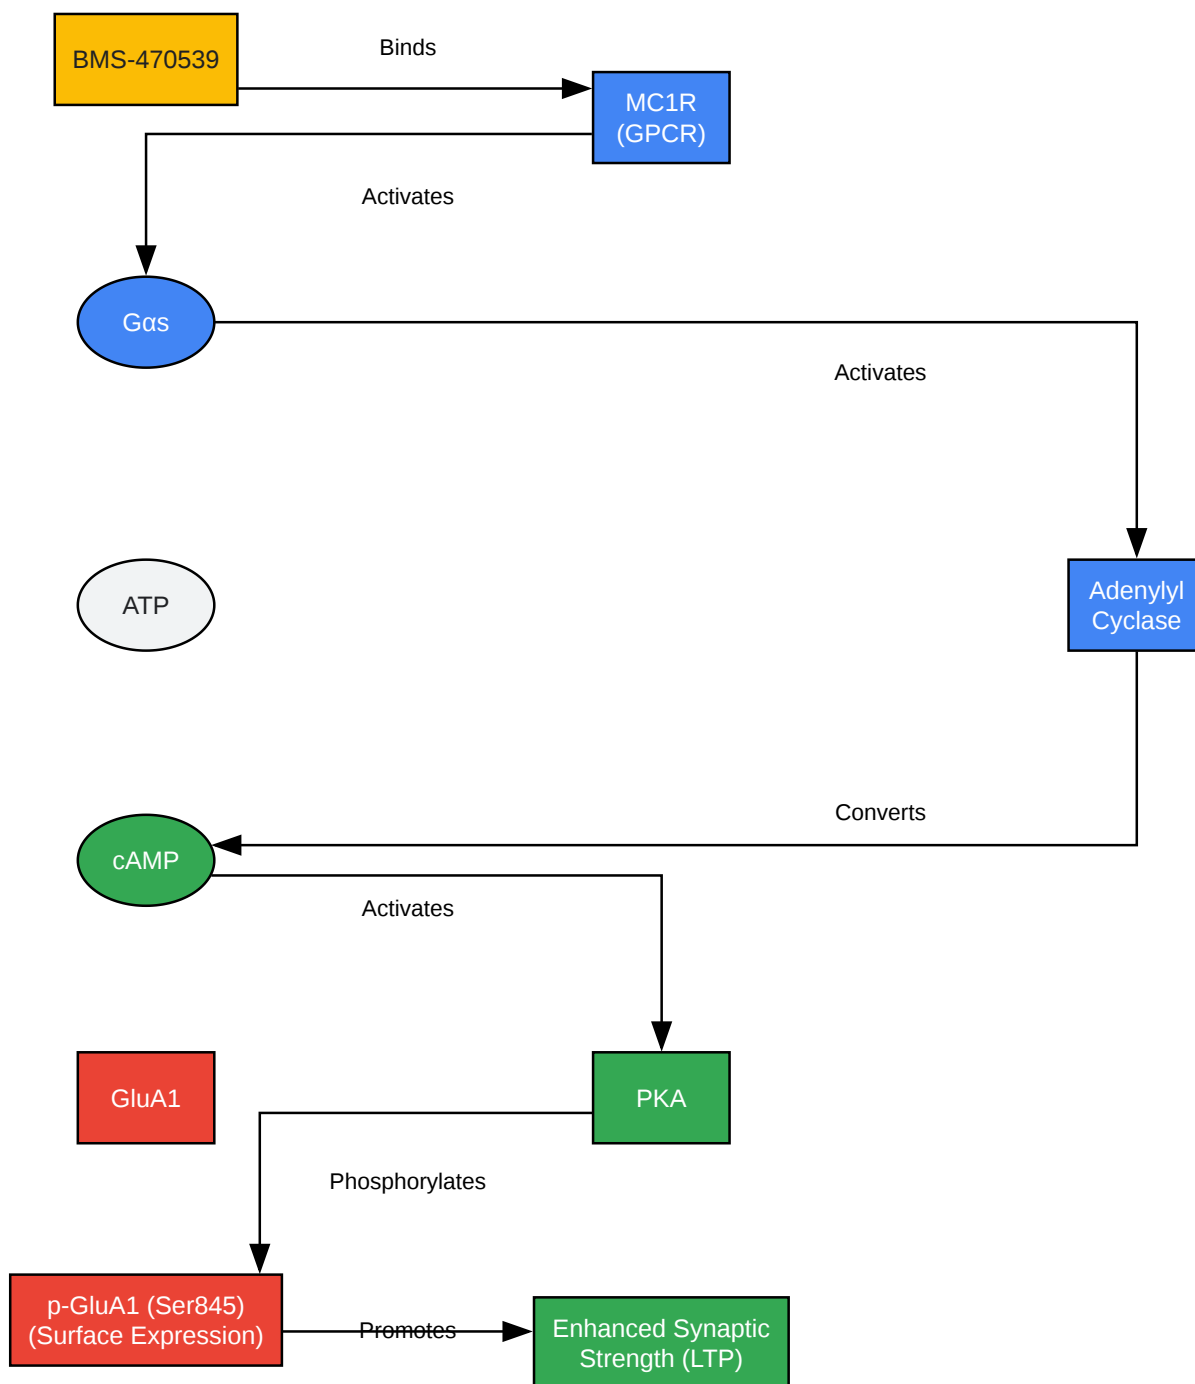 BMS-470539
Binds
MC1R
(GPCR)
Activates
Gαs
Activates
ATP
Adenylyl
Cyclase
Converts
cAMP
Activates
GluA1
PKA
Phosphorylates
p-GluA1 (Ser845)
(Surface Expression)
Promotes
Enhanced Synaptic
Strength (LTP)